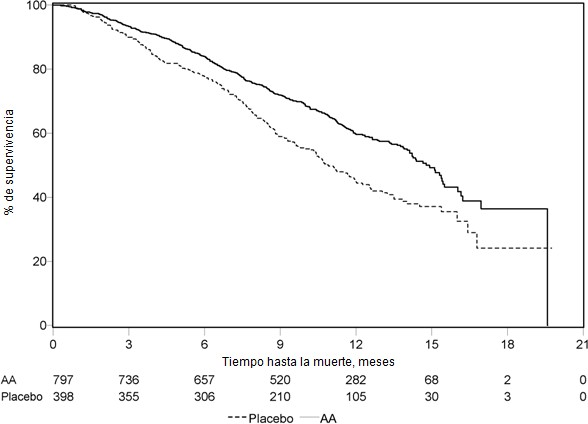 100
80
60
40
20
0
% de supervivencia
0 3 6 9 12 15 18 21
Tiempo hasta la muerte, meses
AA 797 736 657 520 282 68 2 0
Placebo 398 355 306 210 105 30 3 0
Placebo AA